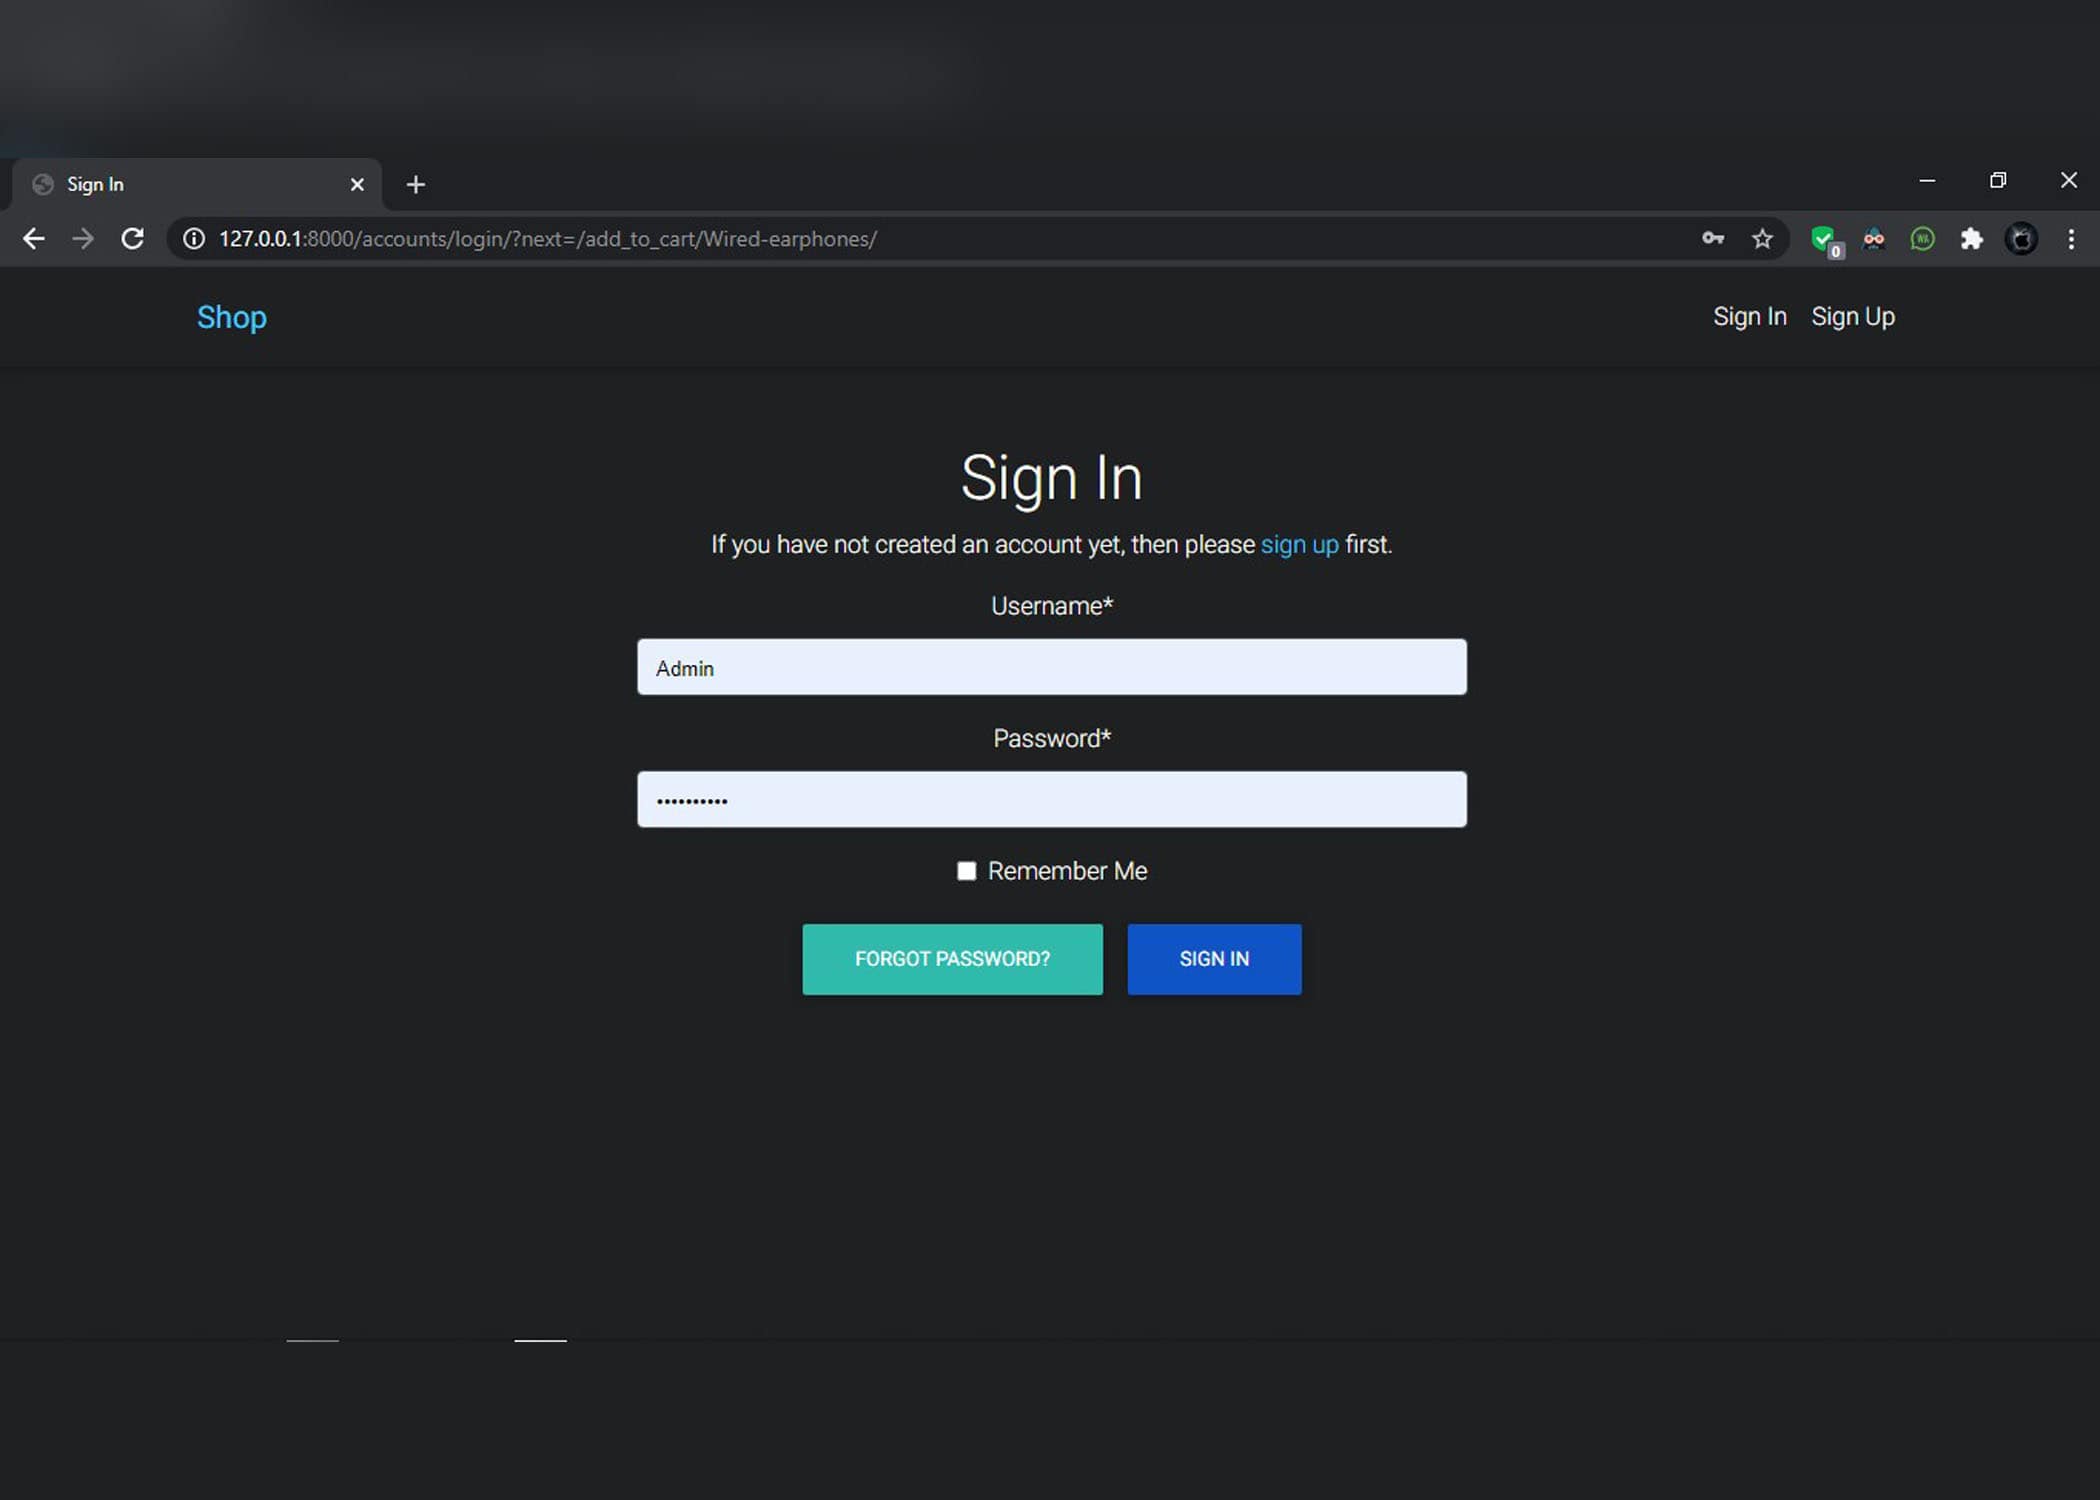 Sign In
127.0.0.1:8000/accounts/login/?next=/add_to_cart/Wired-earphones/
0
WA
Shop
Sign In Sign Up
Sign In
If you have not created an account yet, then please sign up first.
Username*
Admin
Password*
••••••••••
Remember Me
FORGOT PASSWORD? SIGN IN